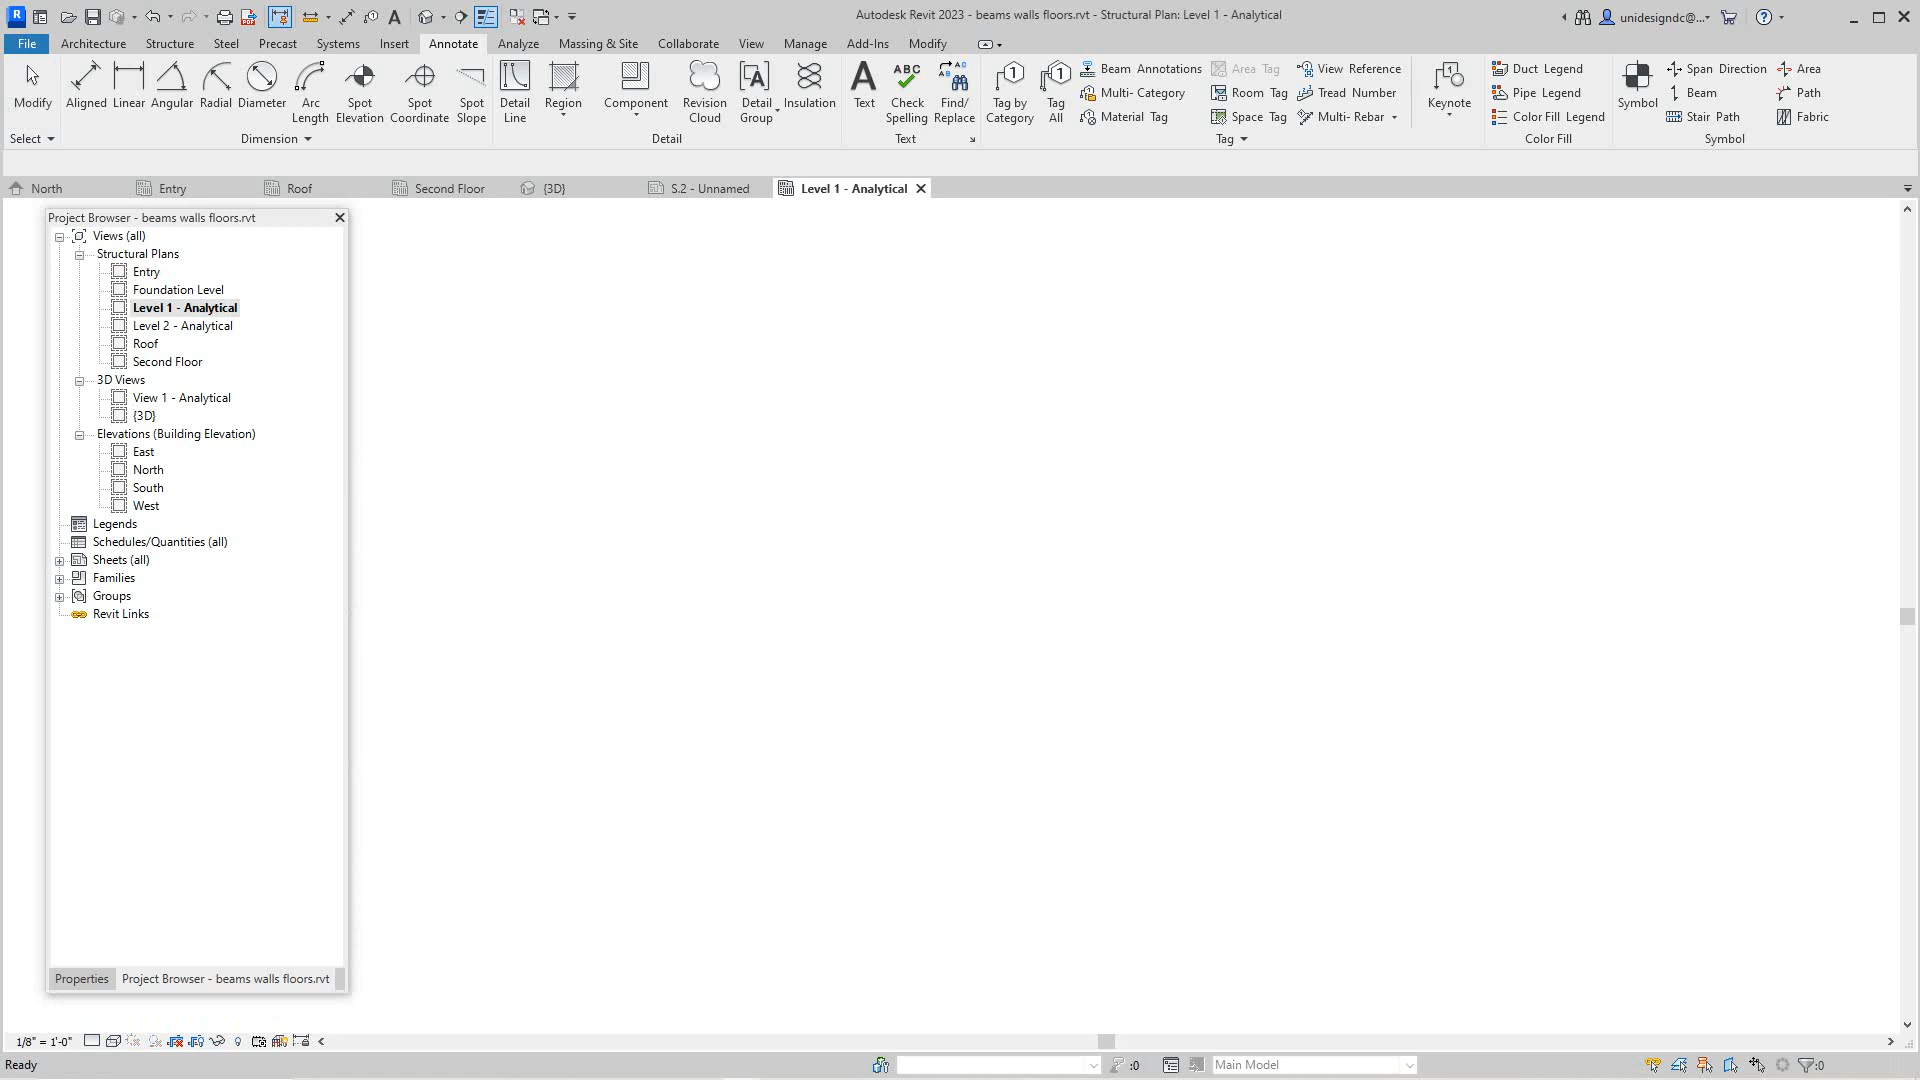 Autodesk Revit 2023 - beams walls floors.rvt - Structural Plan: Level 1 - Analytical
unidesigndc@...
File Architecture Structure Steel Precast Systems Insert Annotate Analyze Massing & Site Collaborate View Manage Add-Ins Modify
Modify
Aligned
Linear
Angular
Radial
Diameter
Arc
Length
Spot
Elevation
Spot
Coordinate
Spot
Slope
Detail
Line
Region
Component
Revision
Cloud
Detail
Group
Insulation
Text
ABC
Check
Spelling
Find/
Replace
Tag by
Category
Tag
All
Beam Annotations
Multi- Category
Material Tag
Area Tag
Room Tag
Space Tag
View Reference
Tread Number
Multi- Rebar
Keynote
Duct Legend
Pipe Legend
Color Fill Legend
Symbol
Span Direction
Beam
Stair Path
Area
Path
Fabric
Select Dimension Detail Text Tag Color Fill Symbol
North Entry Roof Second Floor {3D} S.2 - Unnamed Level 1 - Analytical
Project Browser - beams walls floors.rvt
Views (all)
Structural Plans
Entry
Foundation Level
Level 1 - Analytical
Level 2 - Analytical
Roof
Second Floor
3D Views
View 1 - Analytical
{3D}
Elevations (Building Elevation)
East
North
South
West
Legends
Schedules/Quantities (all)
Sheets (all)
Families
Groups
Revit Links
Properties Project Browser - beams walls floors.rvt
1/8" = 1'-0"
Ready :0 Main Model :0